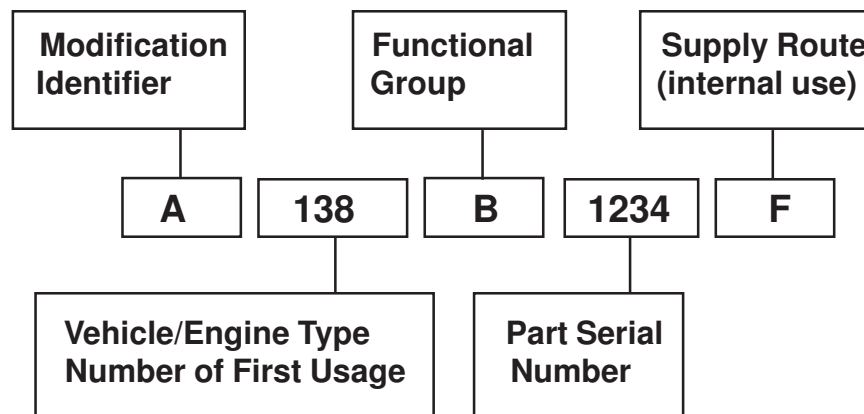 Modification
Identifier
Functional
Group
Supply Route
(internal use)
A
138
B
1234
F
Vehicle/Engine Type
Number of First Usage
Part Serial
Number